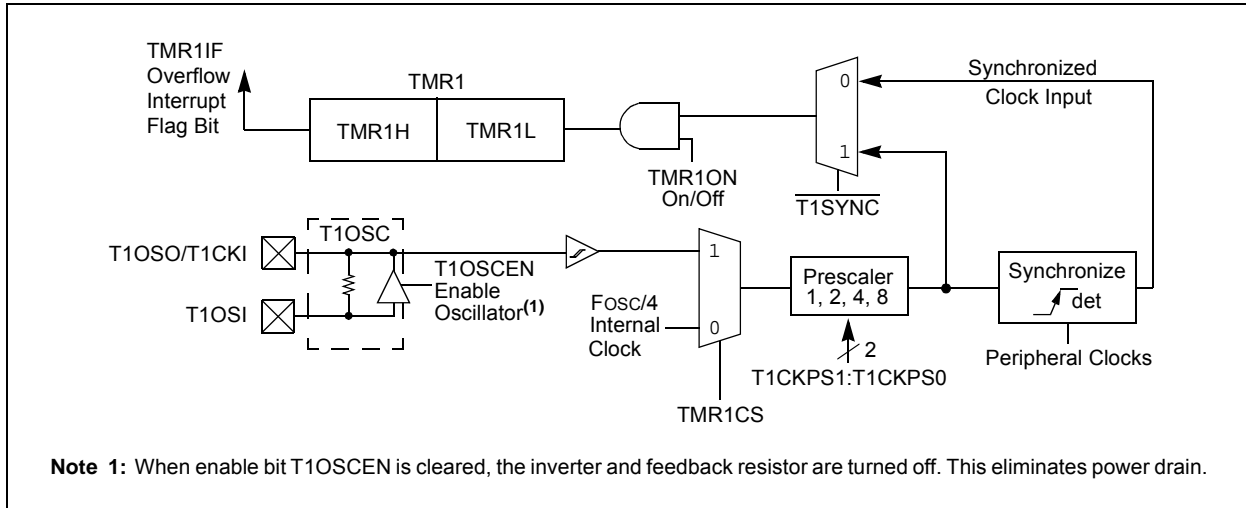 TMR1IF
Overflow
Interrupt
Flag Bit
TMR1
TMR1H
TMR1L
TMR1ON
On/Off
0
1
T1SYNC
Synchronized
Clock Input
T1OSC
T1OSO/T1CKI
T1OSI
T1OSCEN
Enable
Oscillator(1)
FOSC/4
Internal
Clock
1
0
TMR1CS
Prescaler
1, 2, 4, 8
2
T1CKPS1:T1CKPS0
Synchronize
det
Peripheral Clocks
Note 1: When enable bit T1OSCEN is cleared, the inverter and feedback resistor are turned off. This eliminates power drain.